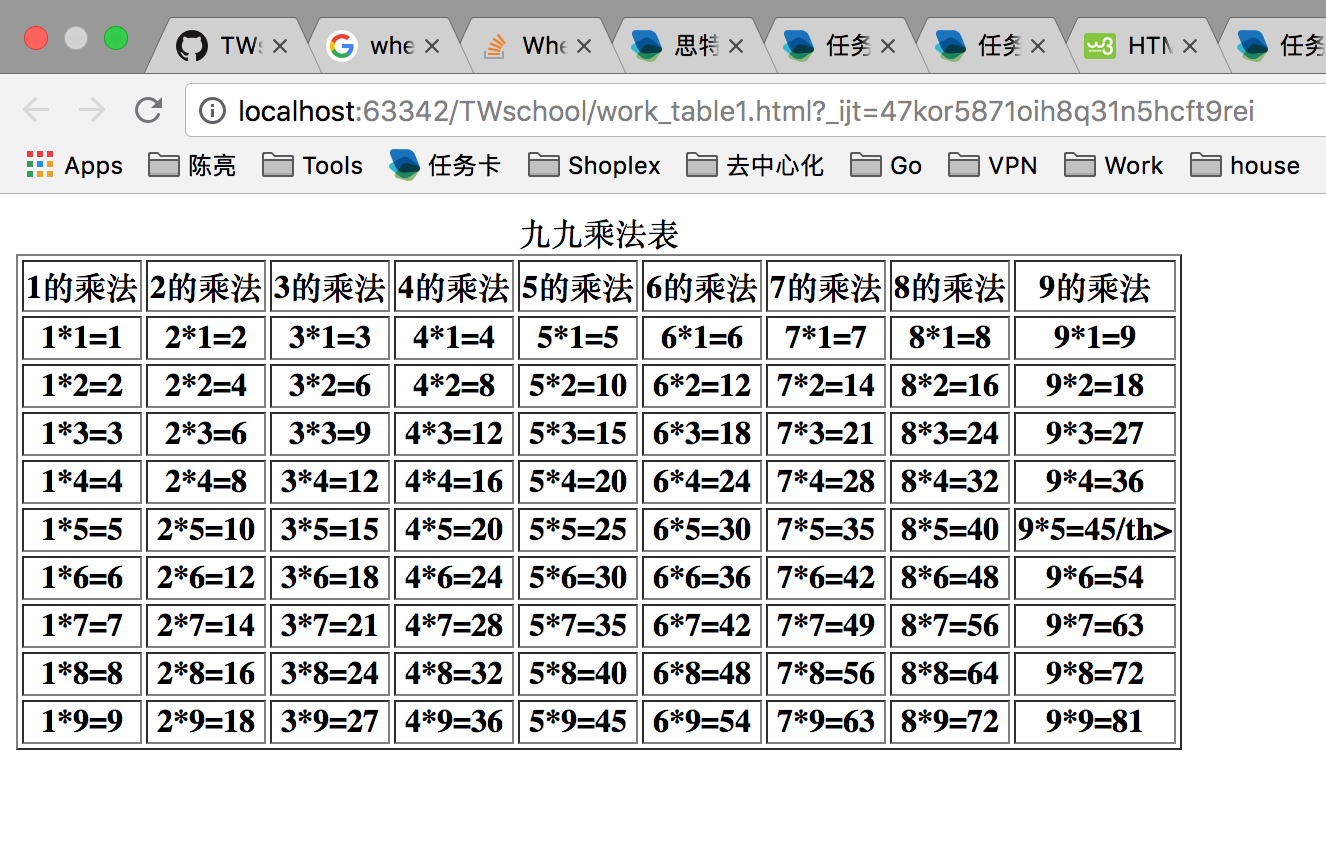 TWs whe Whe 思特 任务 任务 HTM 任务
localhost:63342/TWschool/work_table1.html?_ijt=47kor5871oih8q31n5hcft9rei
Apps 陈亮 Tools 任务卡 Shoplex 去中心化 Go VPN Work house
九九乘法表
1的乘法 2的乘法 3的乘法 4的乘法 5的乘法 6的乘法 7的乘法 8的乘法 9的乘法
1*1=1 2*1=2 3*1=3 4*1=4 5*1=5 6*1=6 7*1=7 8*1=8 9*1=9
1*2=2 2*2=4 3*2=6 4*2=8 5*2=10 6*2=12 7*2=14 8*2=16 9*2=18
1*3=3 2*3=6 3*3=9 4*3=12 5*3=15 6*3=18 7*3=21 8*3=24 9*3=27
1*4=4 2*4=8 3*4=12 4*4=16 5*4=20 6*4=24 7*4=28 8*4=32 9*4=36
1*5=5 2*5=10 3*5=15 4*5=20 5*5=25 6*5=30 7*5=35 8*5=40 9*5=45/th>
1*6=6 2*6=12 3*6=18 4*6=24 5*6=30 6*6=36 7*6=42 8*6=48 9*6=54
1*7=7 2*7=14 3*7=21 4*7=28 5*7=35 6*7=42 7*7=49 8*7=56 9*7=63
1*8=8 2*8=16 3*8=24 4*8=32 5*8=40 6*8=48 7*8=56 8*8=64 9*8=72
1*9=9 2*9=18 3*9=27 4*9=36 5*9=45 6*9=54 7*9=63 8*9=72 9*9=81